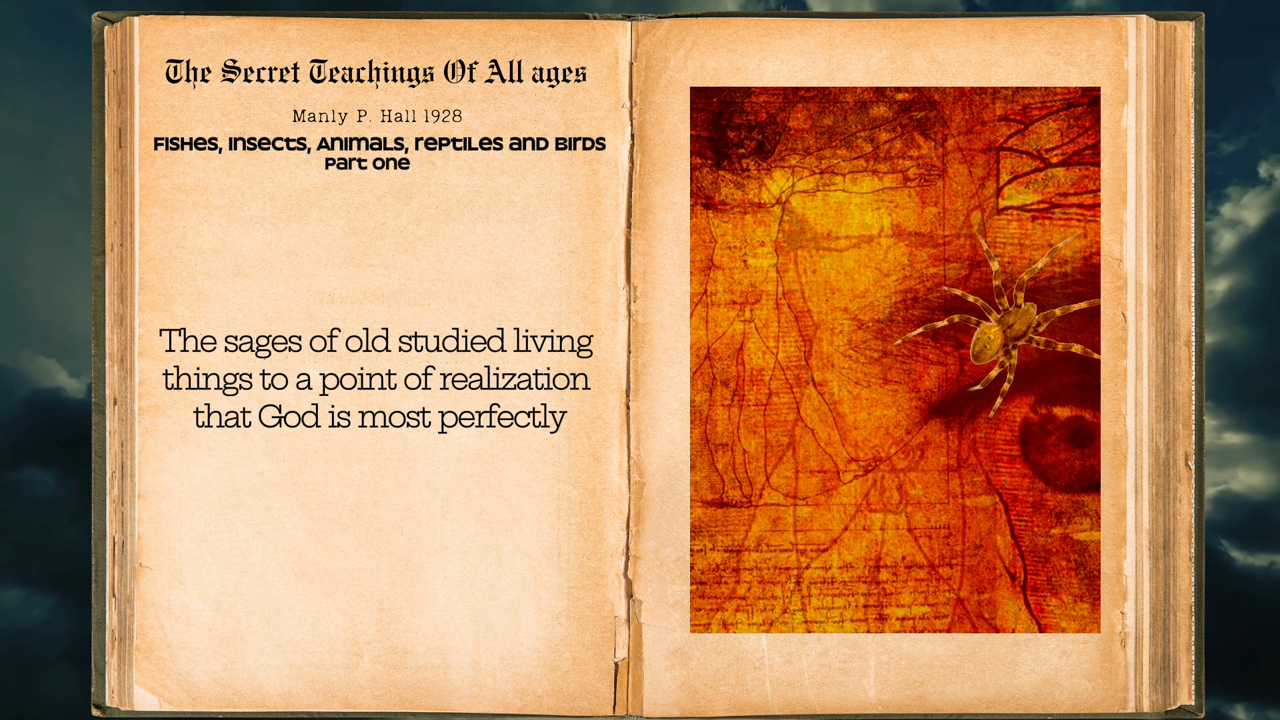 The Secret Teachings Of All ages
Manly P. Hall 1928
Fishes, Insects, Animals, reptiles and Birds
Part one
The sages of old studied living
things to a point of realization
that God is most perfectly